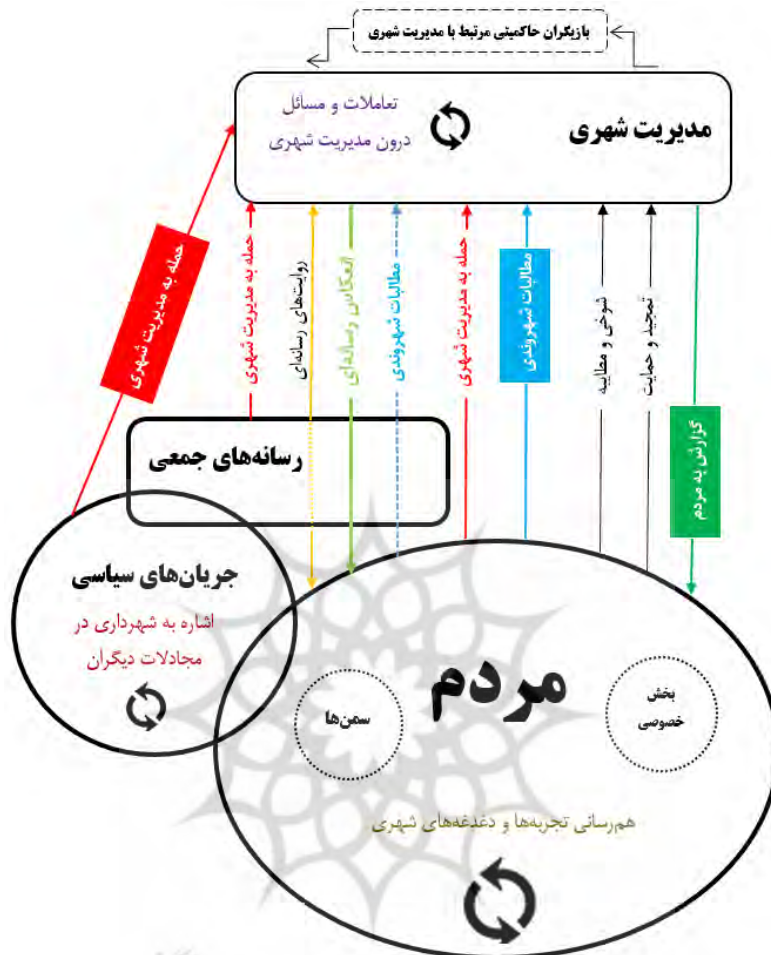 بازیگران حاکمیتی مرتبط با مدیریت شهری
مدیریت شهری
تعاملات و مسائل
درون مدیریت شهری
حمله به مدیریت شهری
حمله به مدیریت شهری
روایت‌های رسانه‌ای
انعکاس رسانه‌ای
مطالبات شهروندی
حمله به مدیریت شهری
مطالبات شهروندی
شوخی و مطایبه
تمجید و حمایت
گزارش به مردم
رسانه‌های جمعی
جریان‌های سیاسی
اشاره به شهرداری در
مجادلات دیگران
مردم
بخش
خصوصی
سمن‌ها
هم‌رسانی تجربه‌ها و دغدغه‌های شهری